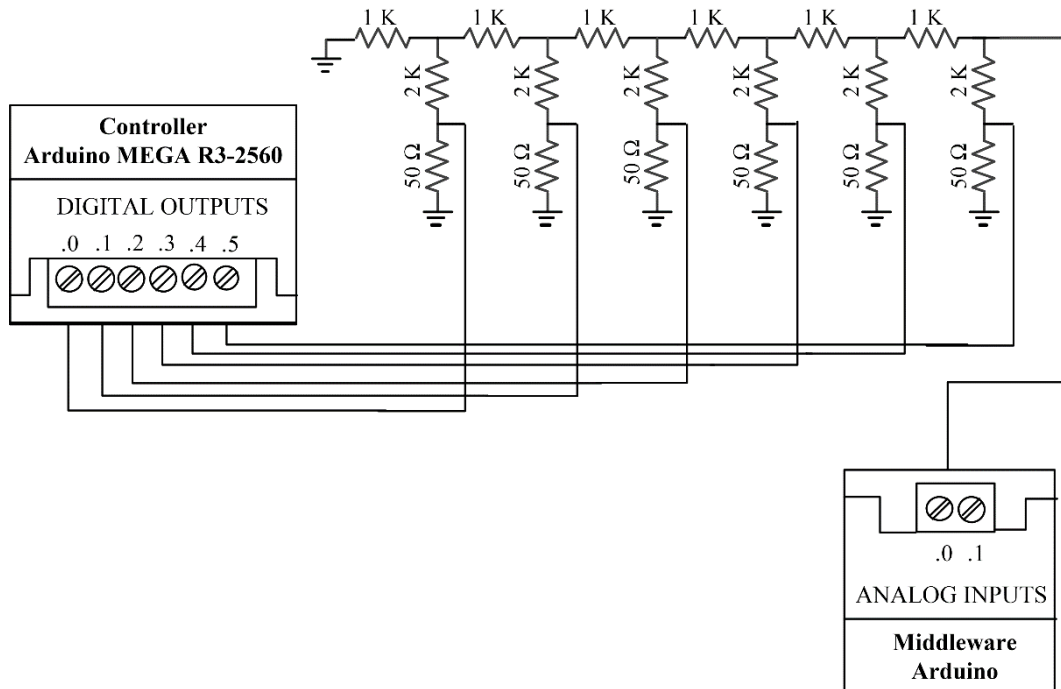 1 K 1 K 1 K 1 K 1 K 1 K
2 K 2 K 2 K 2 K 2 K 2 K
50 Ω 50 Ω 50 Ω 50 Ω 50 Ω 50 Ω
Controller
Arduino MEGA R3-2560
DIGITAL OUTPUTS
.0 .1 .2 .3 .4 .5
.0 .1
ANALOG INPUTS
Middleware
Arduino